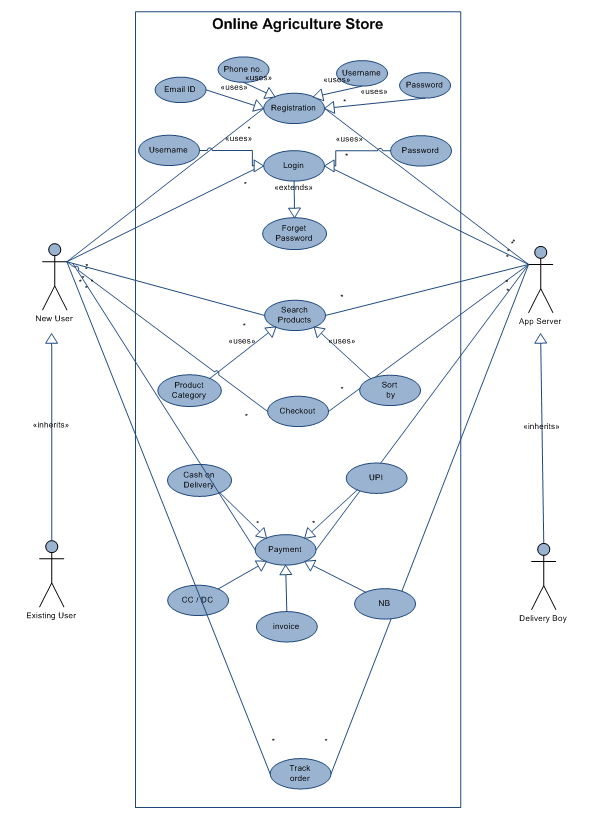 Online Agriculture Store
Phone no.
Username
Email ID
Password
«uses»
«uses»
«uses»
«uses»
Registration
*
*
«uses»
«uses»
Username
Login
Password
*
*
«extends»
Forget
Password
*
*
*
*
*
*
*
*
New User
App Server
Search
Products
*
*
«uses»
«uses»
Product
Category
Sort
by
*
Checkout
*
«inherits»
«inherits»
Cash on
Delivery
UPI
*
*
Payment
CC / DC
NB
invoice
Existing User
Delivery Boy
*
*
Track
order